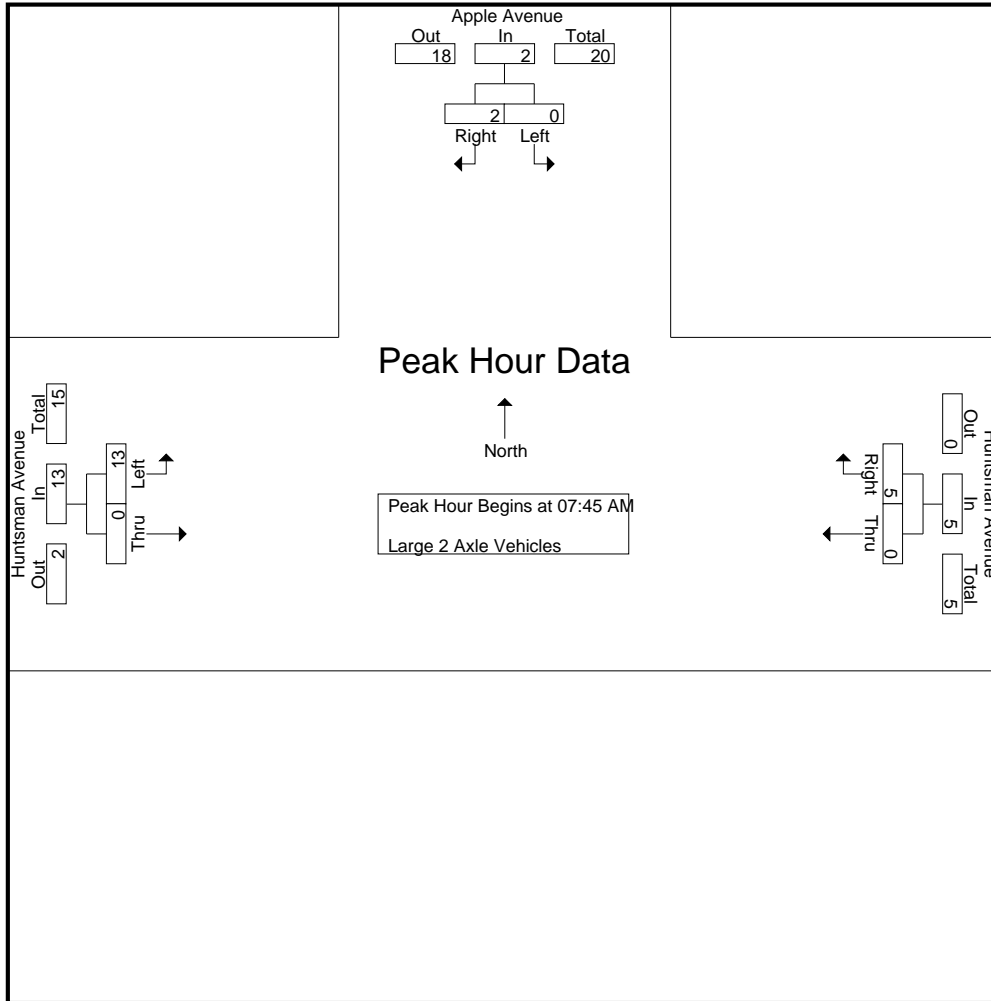 Apple Avenue
Out In Total
18 2 20
2 0
Right Left
Peak Hour Data
North
Peak Hour Begins at 07:45 AM
Large 2 Axle Vehicles
Huntsman Avenue
Total In Out
15 13 2
13 0
Left Thru
Huntsman Avenue
Out In Total
0 5 5
5 0
Right Thru